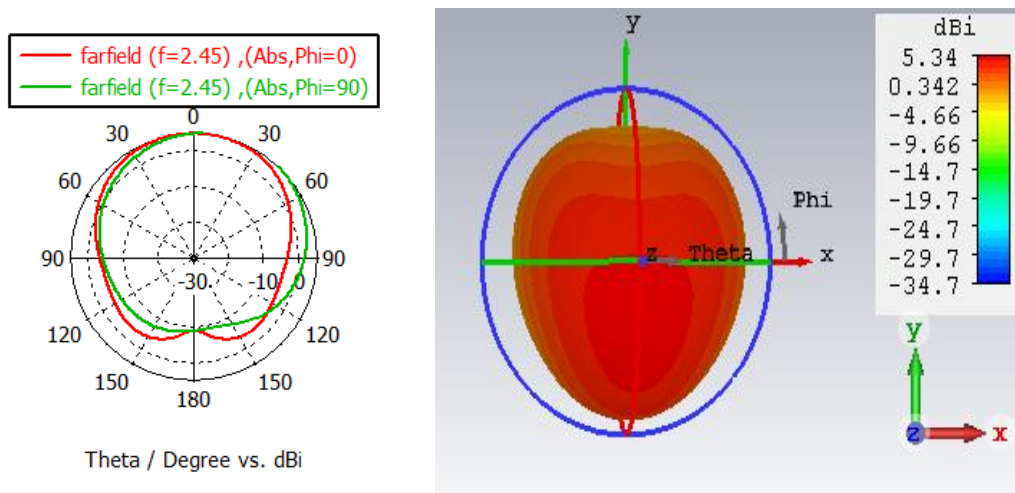 farfield (f=2.45) ,(Abs,Phi=0)
farfield (f=2.45) ,(Abs,Phi=90)
0
30 30
60 60
90 -30. -10 0 90
120 120
150 150
180
Theta / Degree vs. dBi
y
Phi
z Theta x
dBi
5.34
0.342
-4.66
-9.66
-14.7
-19.7
-24.7
-29.7
-34.7
y
z x